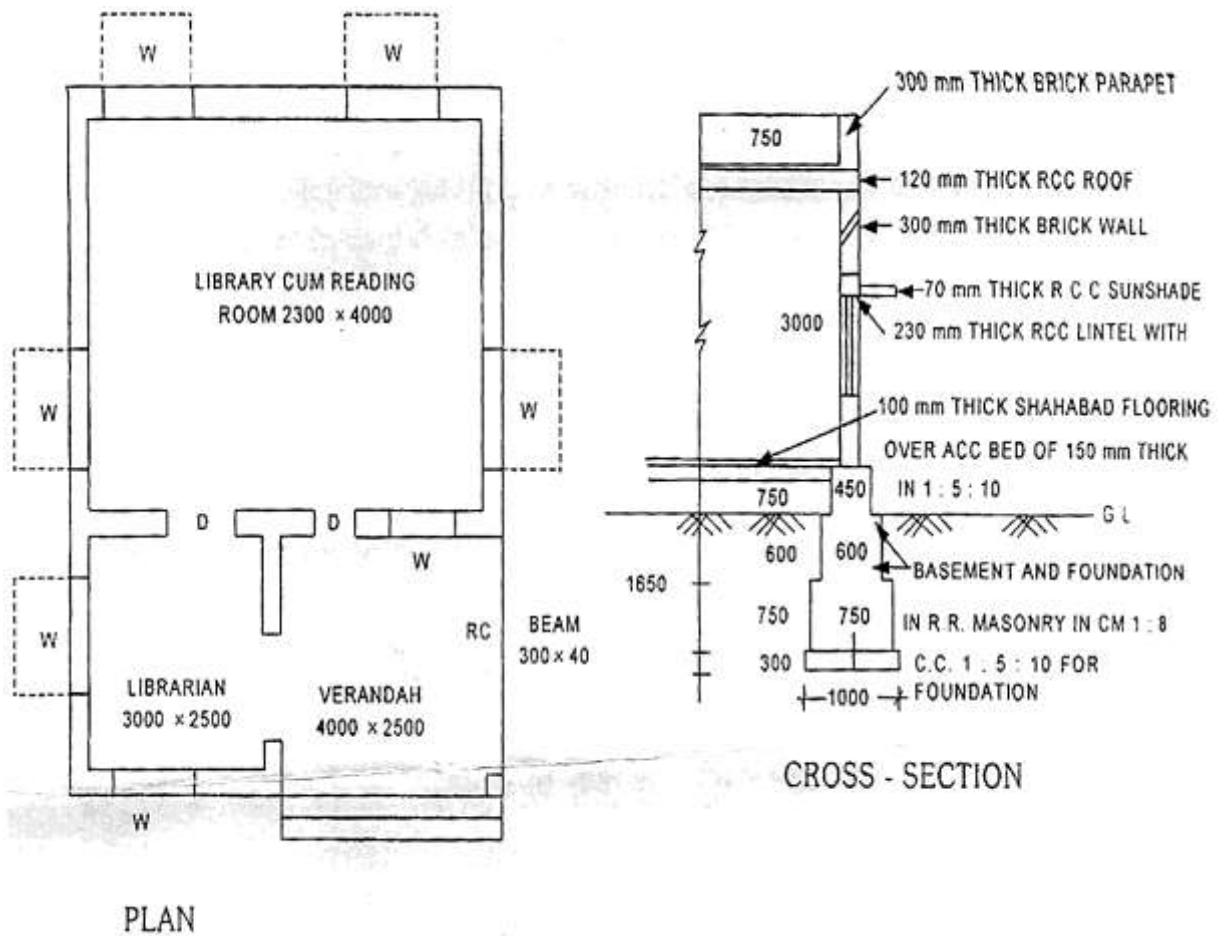 W
W
LIBRARY CUM READING
ROOM 2300 × 4000
W
W
D
D
W
W
RC
BEAM
300 × 40
LIBRARIAN
3000 × 2500
VERANDAH
4000 × 2500
W
PLAN
300 mm THICK BRICK PARAPET
750
120 mm THICK RCC ROOF
300 mm THICK BRICK WALL
70 mm THICK R C C SUNSHADE
3000
230 mm THICK RCC LINTEL WITH
100 mm THICK SHAHABAD FLOORING
OVER ACC BED OF 150 mm THICK
750
450
IN 1 : 5 : 10
G L
600
600
BASEMENT AND FOUNDATION
1650
750
750
IN R.R. MASONRY IN CM 1 : 8
300
C.C. 1 . 5 : 10 FOR
FOUNDATION
1000
CROSS - SECTION